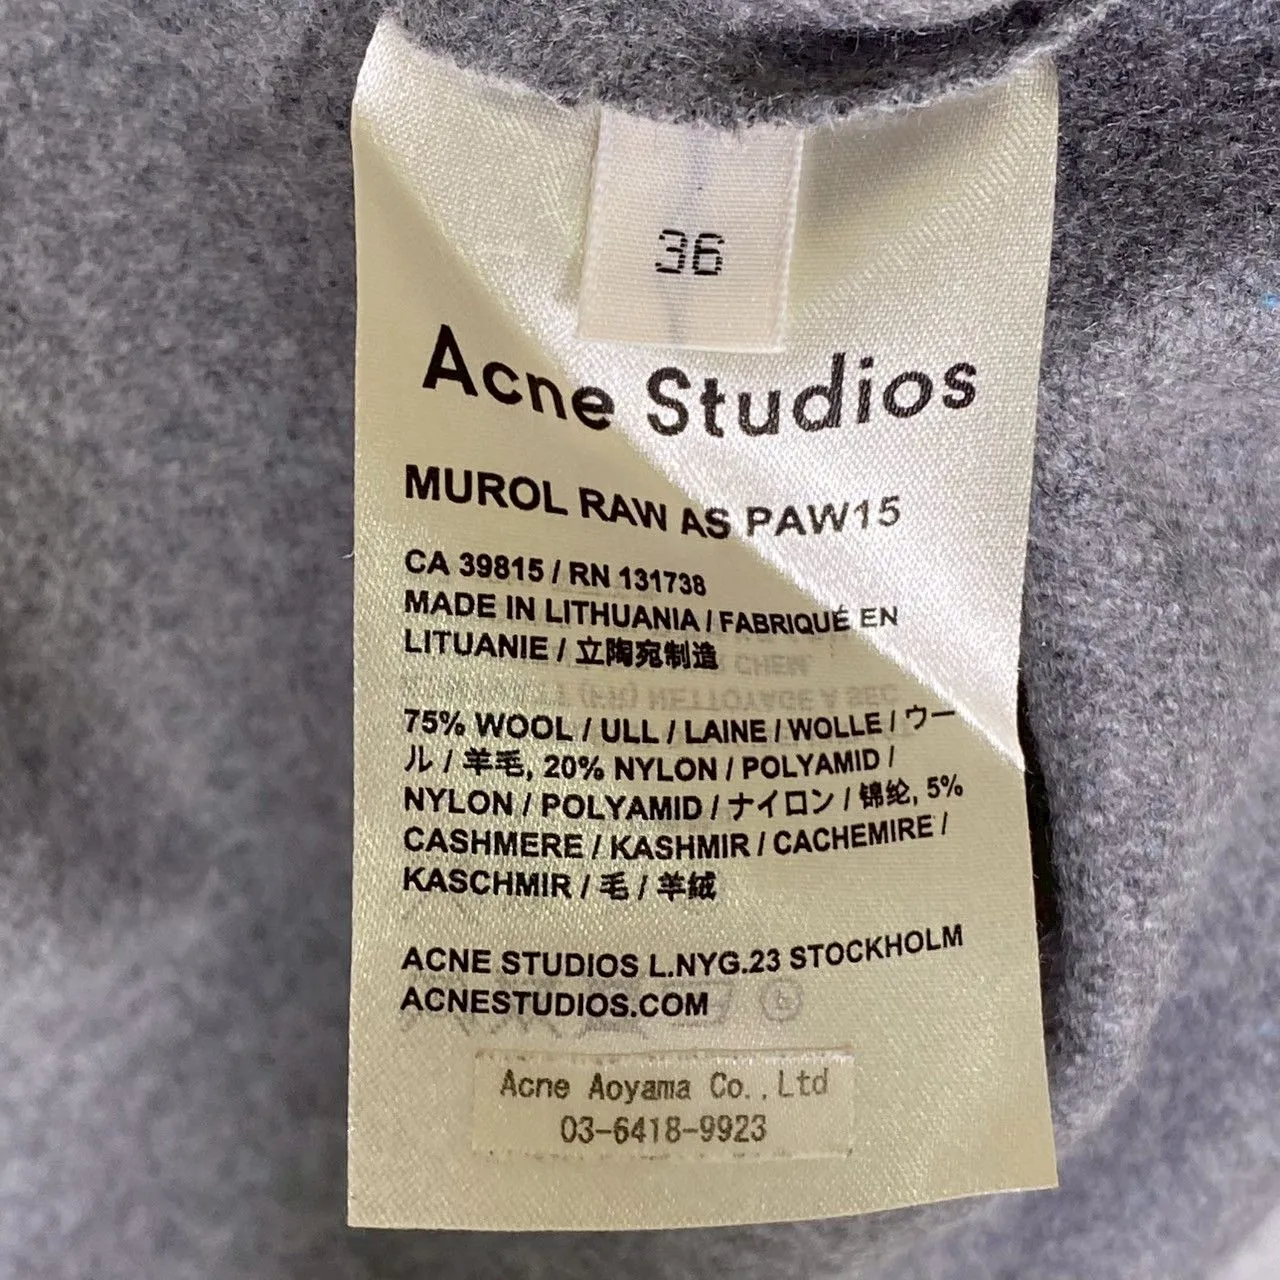 36
Acne Studios
MUROL RAW AS PAW15
CA 39815 / RN 131738
MADE IN LITHUANIA / FABRIQUÉ EN
LITUANIE / 立陶宛制造
75% WOOL / ULL / LAINE / WOLLE / ウー
ル / 羊毛, 20% NYLON / POLYAMID /
NYLON / POLYAMID / ナイロン / 锦纶, 5%
CASHMERE / KASHMIR / CACHEMIRE /
KASCHMIR / 毛 / 羊绒
ACNE STUDIOS L.NYG.23 STOCKHOLM
ACNESTUDIOS.COM
Acne Aoyama Co.,Ltd
03-6418-9923